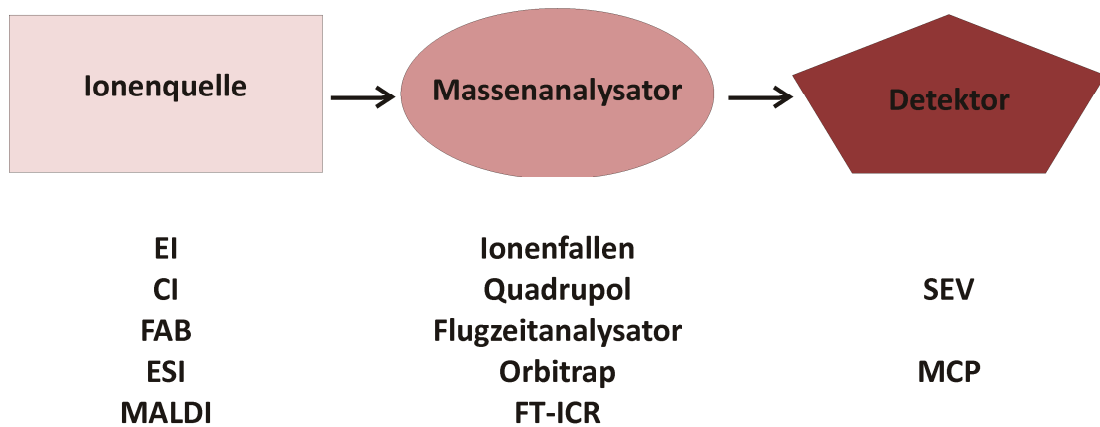 Ionenquelle
Massenanalysator
Detektor
EI
CI
FAB
ESI
MALDI
Ionenfallen
Quadrupol
Flugzeitanalysator
Orbitrap
FT-ICR
SEV
MCP